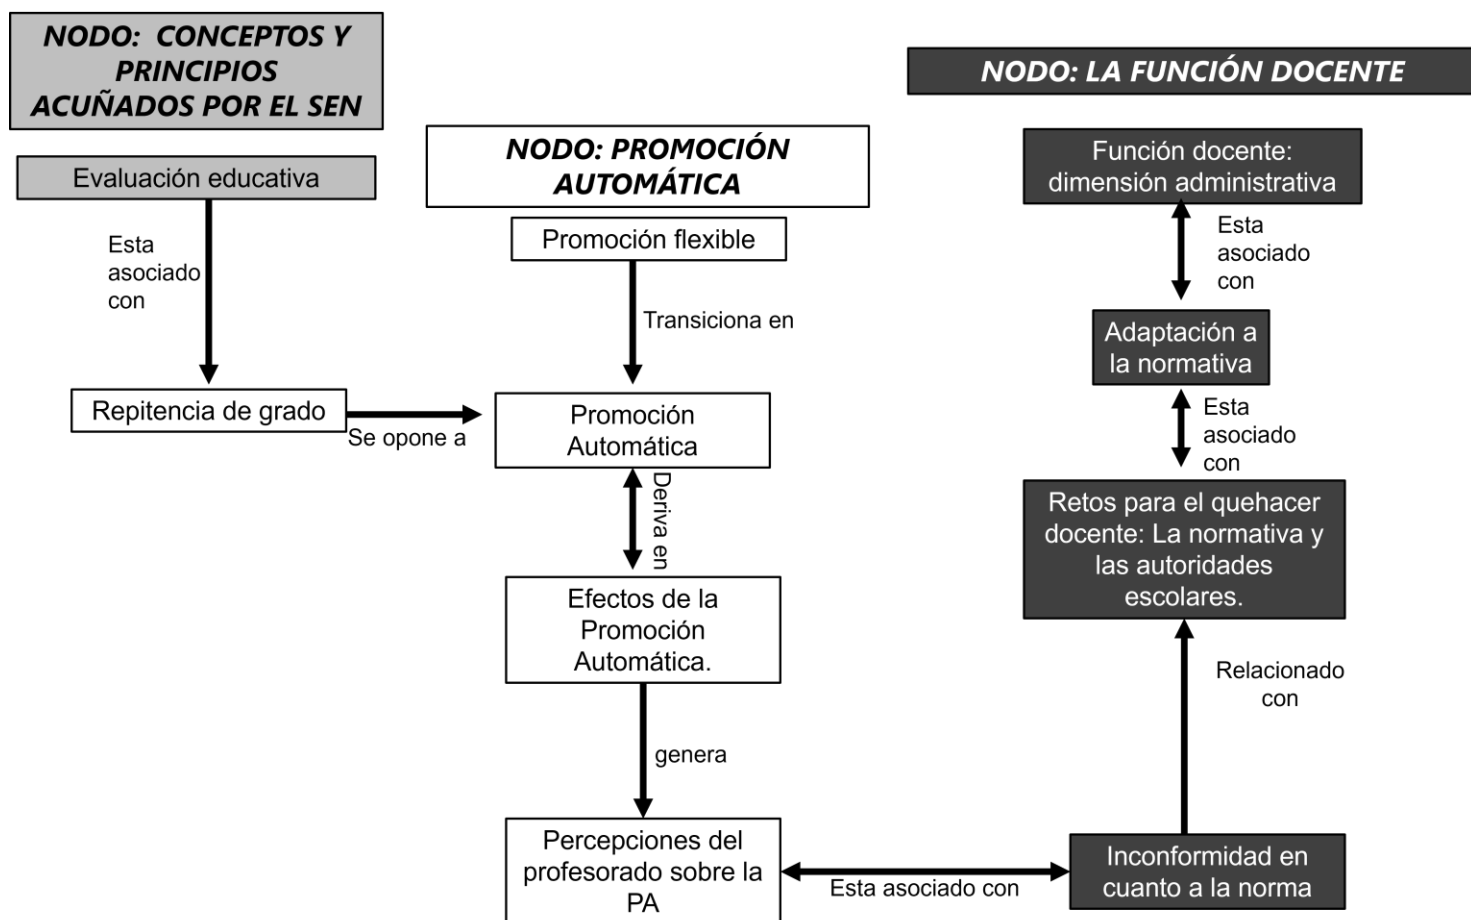 NODO: CONCEPTOS Y
PRINCIPIOS
ACUÑADOS POR EL SEN
Evaluación educativa
Esta
asociado
con
Repitencia de grado
Se opone a
NODO: PROMOCIÓN
AUTOMÁTICA
Promoción flexible
Transiciona en
Promoción
Automática
Deriva en
Efectos de la
Promoción
Automática.
genera
Percepciones del
profesorado sobre la
PA
Esta asociado con
NODO: LA FUNCIÓN DOCENTE
Función docente:
dimensión administrativa
Esta
asociado
con
Adaptación a
la normativa
Esta
asociado
con
Retos para el quehacer
docente: La normativa y
las autoridades
escolares.
Relacionado
con
Inconformidad en
cuanto a la norma